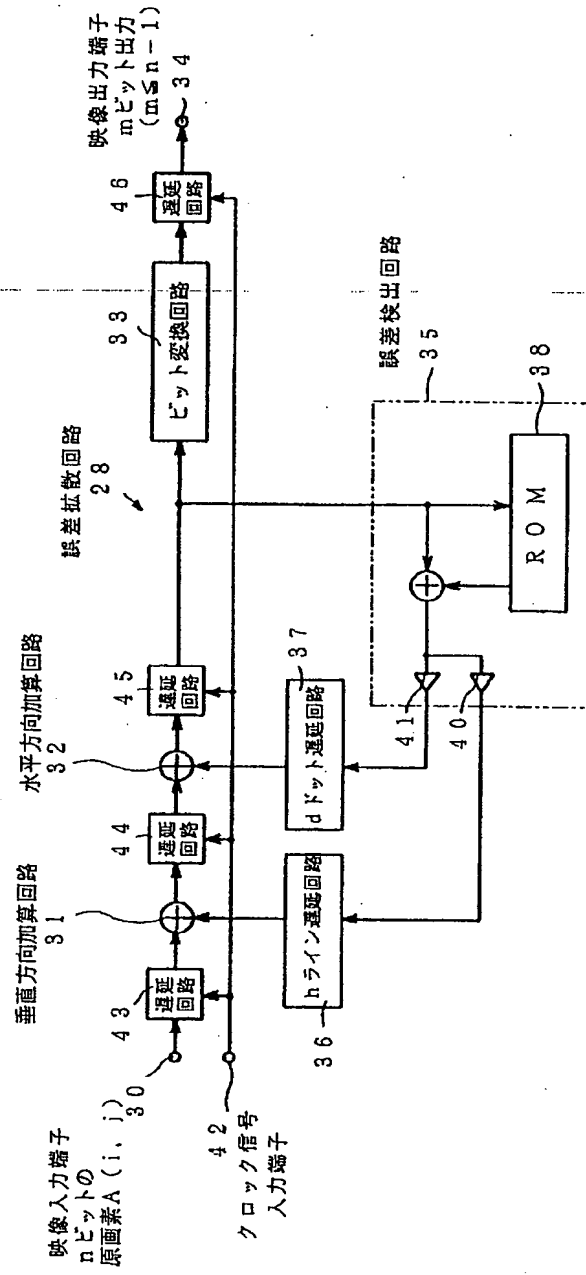 映像入力端子
nビットの
原画素A(i, j)
30
42
クロック信号
入力端子
43
遅延
回路
垂直方向加算回路
31
44
遅延
回路
水平方向加算回路
32
45
遅延
回路
誤差拡散回路
28
33
ビット変換回路
46
遅延
回路
映像出力端子
mビット出力
(m≦n-1)
34
36
hライン遅延回路
37
dドット遅延回路
41
40
誤差検出回路
35
38
ROM